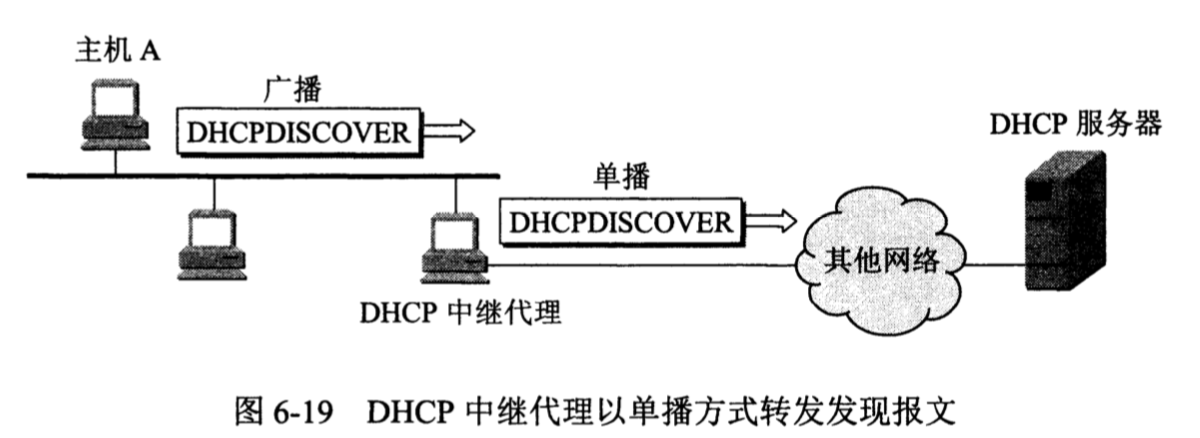 主机 A
广播
DHCPDISCOVER
DHCP 服务器
单播
DHCPDISCOVER
其他网络
DHCP 中继代理
图 6-19 DHCP 中继代理以单播方式转发发现报文